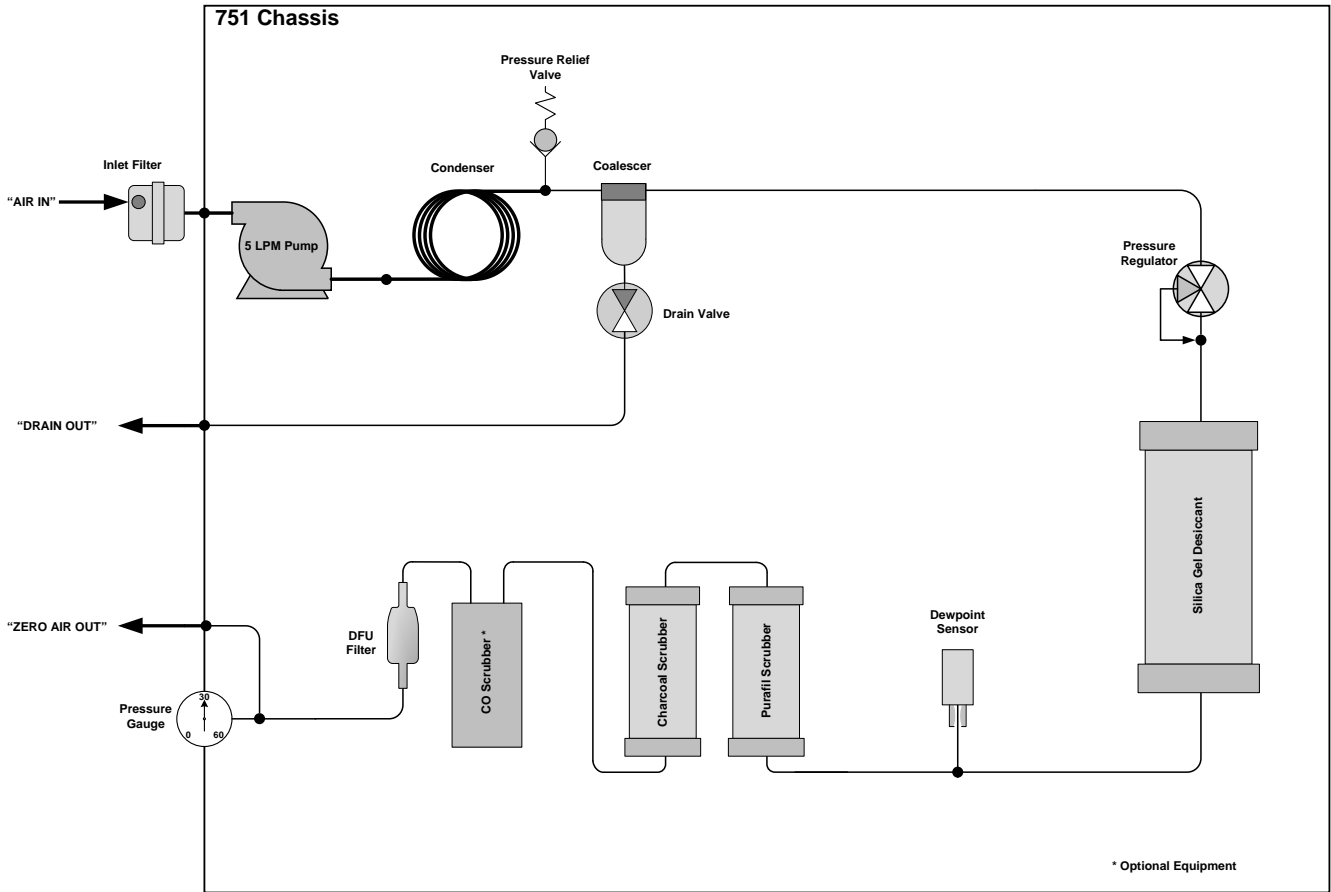 751 Chassis
Pressure Relief
Valve
Inlet Filter
Condenser
Coalescer
“AIR IN”
5 LPM Pump
Pressure
Regulator
Drain Valve
“DRAIN OUT”
Silica Gel Desiccant
“ZERO AIR OUT”
DFU
Filter
CO Scrubber *
Charcoal Scrubber
Purafil Scrubber
Dewpoint
Sensor
Pressure
Gauge
30
0
60
* Optional Equipment